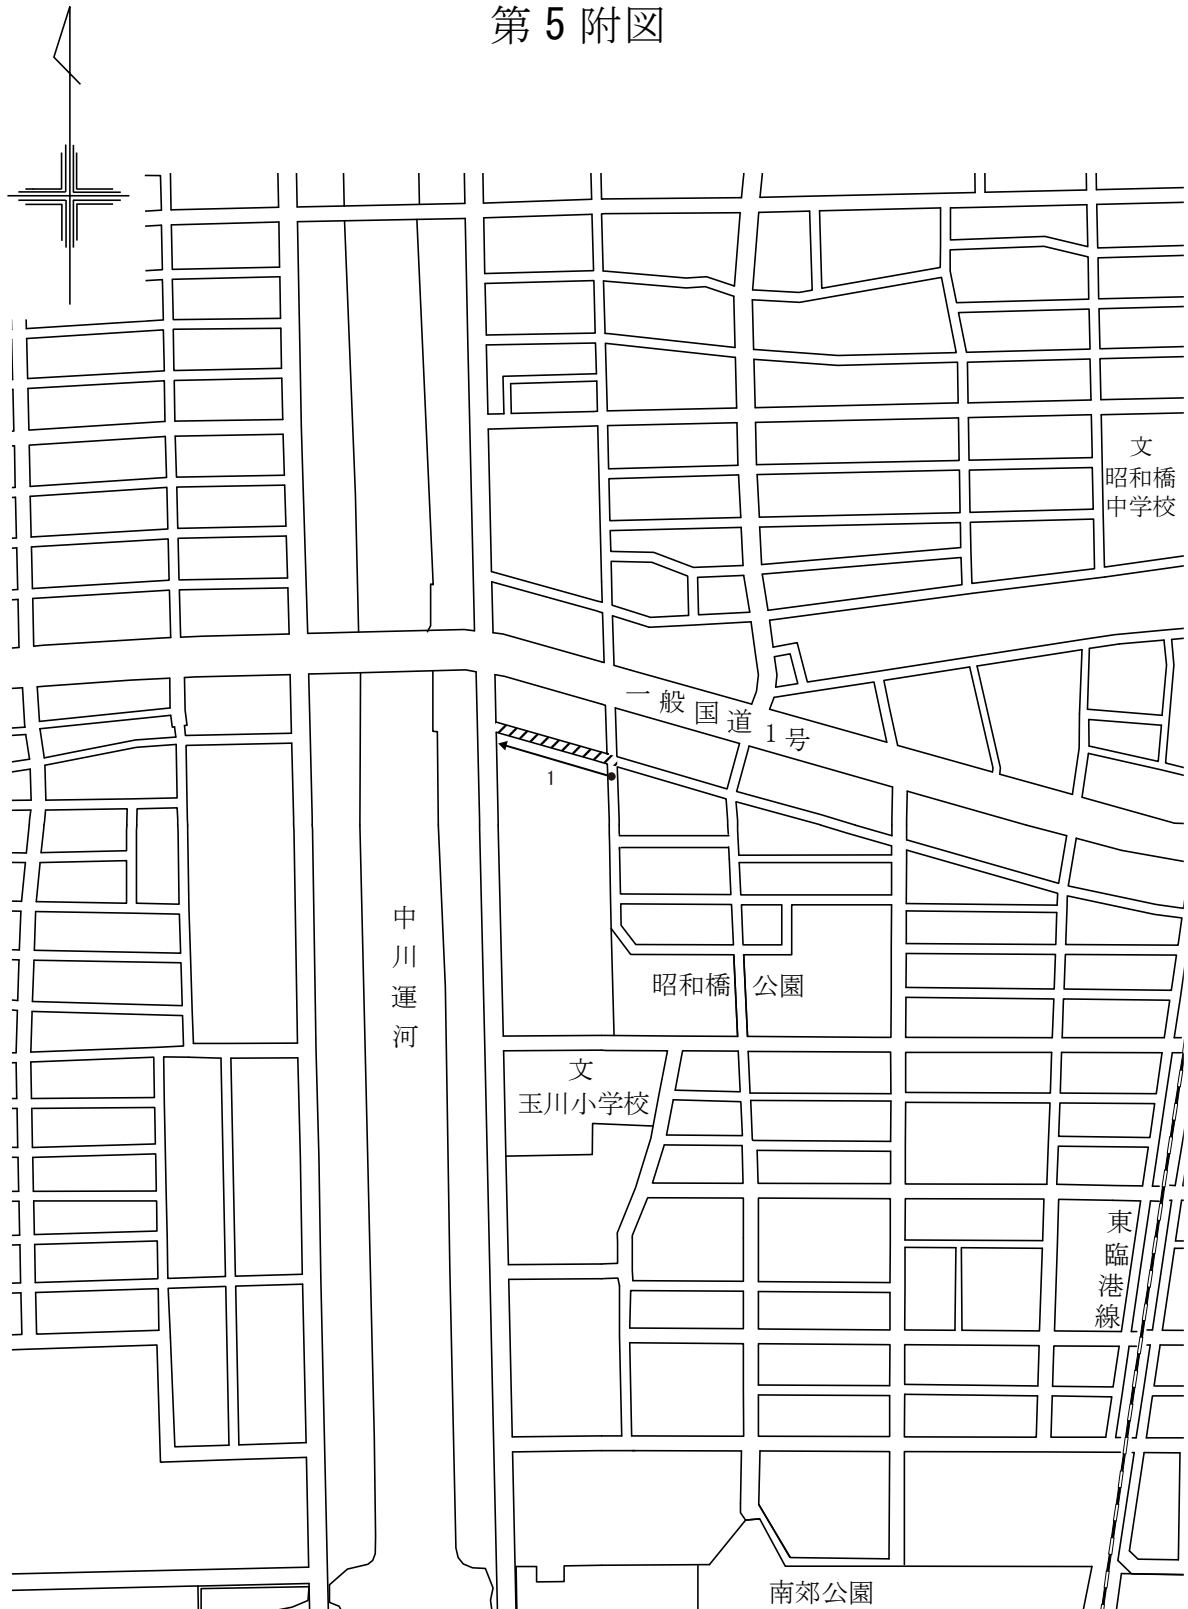 第5附図
文
昭和橋
中学校
一般国道1号
1
中川運河
昭和橋公園
文
玉川小学校
東臨港線
南郊公園